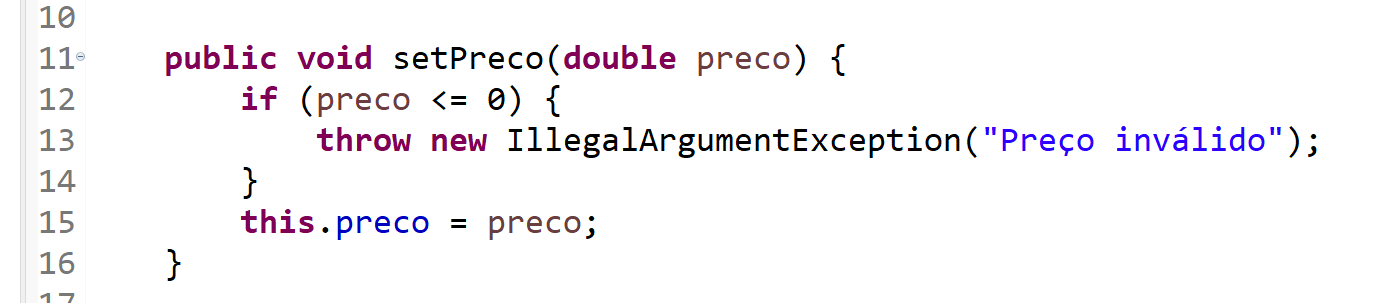 10
11 public void setPreco(double preco) {
12 if (preco <= 0) {
13 throw new IllegalArgumentException("Preço inválido");
14 }
15 this.preco = preco;
16 }
17